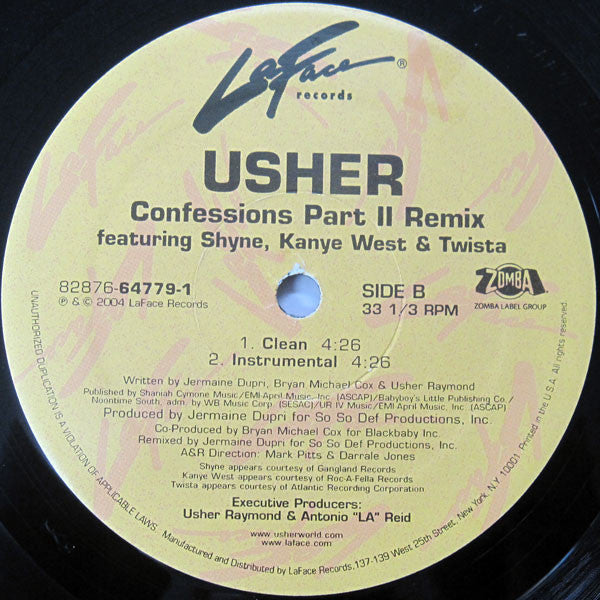 LaFace ®
records
USHER
Confessions Part II Remix
featuring Shyne, Kanye West & Twista
82876-64779-1
℗ & © 2004 LaFace Records
SIDE B
33 1/3 RPM
ZOMBA
ZOMBA LABEL GROUP
1. Clean 4:26
2. Instrumental 4:26
Written by Jermaine Dupri, Bryan Michael Cox & Usher Raymond
Published by Shaniah Cymone Music/EMI-April Music, Inc. (ASCAP)/Babyboy's Little Publishing Co./
Noontime South, adm. by WB Music Corp. (SESAC)/UR IV Music/EMI-April Music, Inc .(ASCAP)
Produced by Jermaine Dupri for So So Def Productions, Inc.
Co-Produced by Bryan Michael Cox for Blackbaby Inc.
Remixed by Jermaine Dupri for So So Def Productions, Inc.
A&R Direction: Mark Pitts & Darrale Jones
Shyne appears courtesy of Gangland Records
Kanye West appears courtesy of Roc-A-Fella Records
Twista appears courtesy of Atlantic Recording Corporation
Executive Producers:
Usher Raymond & Antonio "LA" Reid
www.usherworld.com
www.laface.com
UNAUTHORIZED DUPLICATION IS A VIOLATION OF APPLICABLE LAWS. Manufactured and Distributed by LaFace Records, 137-139 West 25th Street, New York, N.Y. 10001 Printed in the U.S.A. All rights reserved.